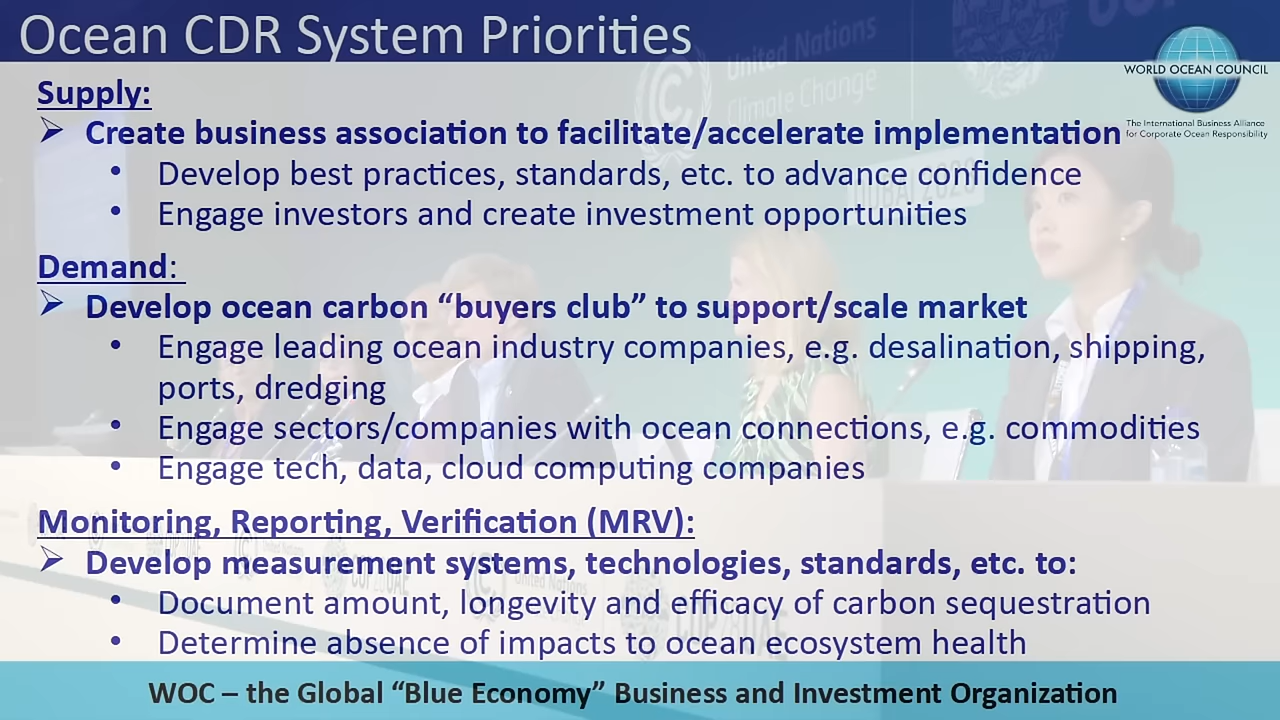 Ocean CDR System Priorities
United Nations
Climate Change
WORLD OCEAN COUNCIL
The International Business Alliance
for Corporate Ocean Responsibility
Supply:
➢ Create business association to facilitate/accelerate implementation
• Develop best practices, standards, etc. to advance confidence
• Engage investors and create investment opportunities
Demand:
➢ Develop ocean carbon “buyers club” to support/scale market
• Engage leading ocean industry companies, e.g. desalination, shipping,
ports, dredging
• Engage sectors/companies with ocean connections, e.g. commodities
• Engage tech, data, cloud computing companies
Monitoring, Reporting, Verification (MRV):
➢ Develop measurement systems, technologies, standards, etc. to:
• Document amount, longevity and efficacy of carbon sequestration
• Determine absence of impacts to ocean ecosystem health
WOC – the Global “Blue Economy” Business and Investment Organization